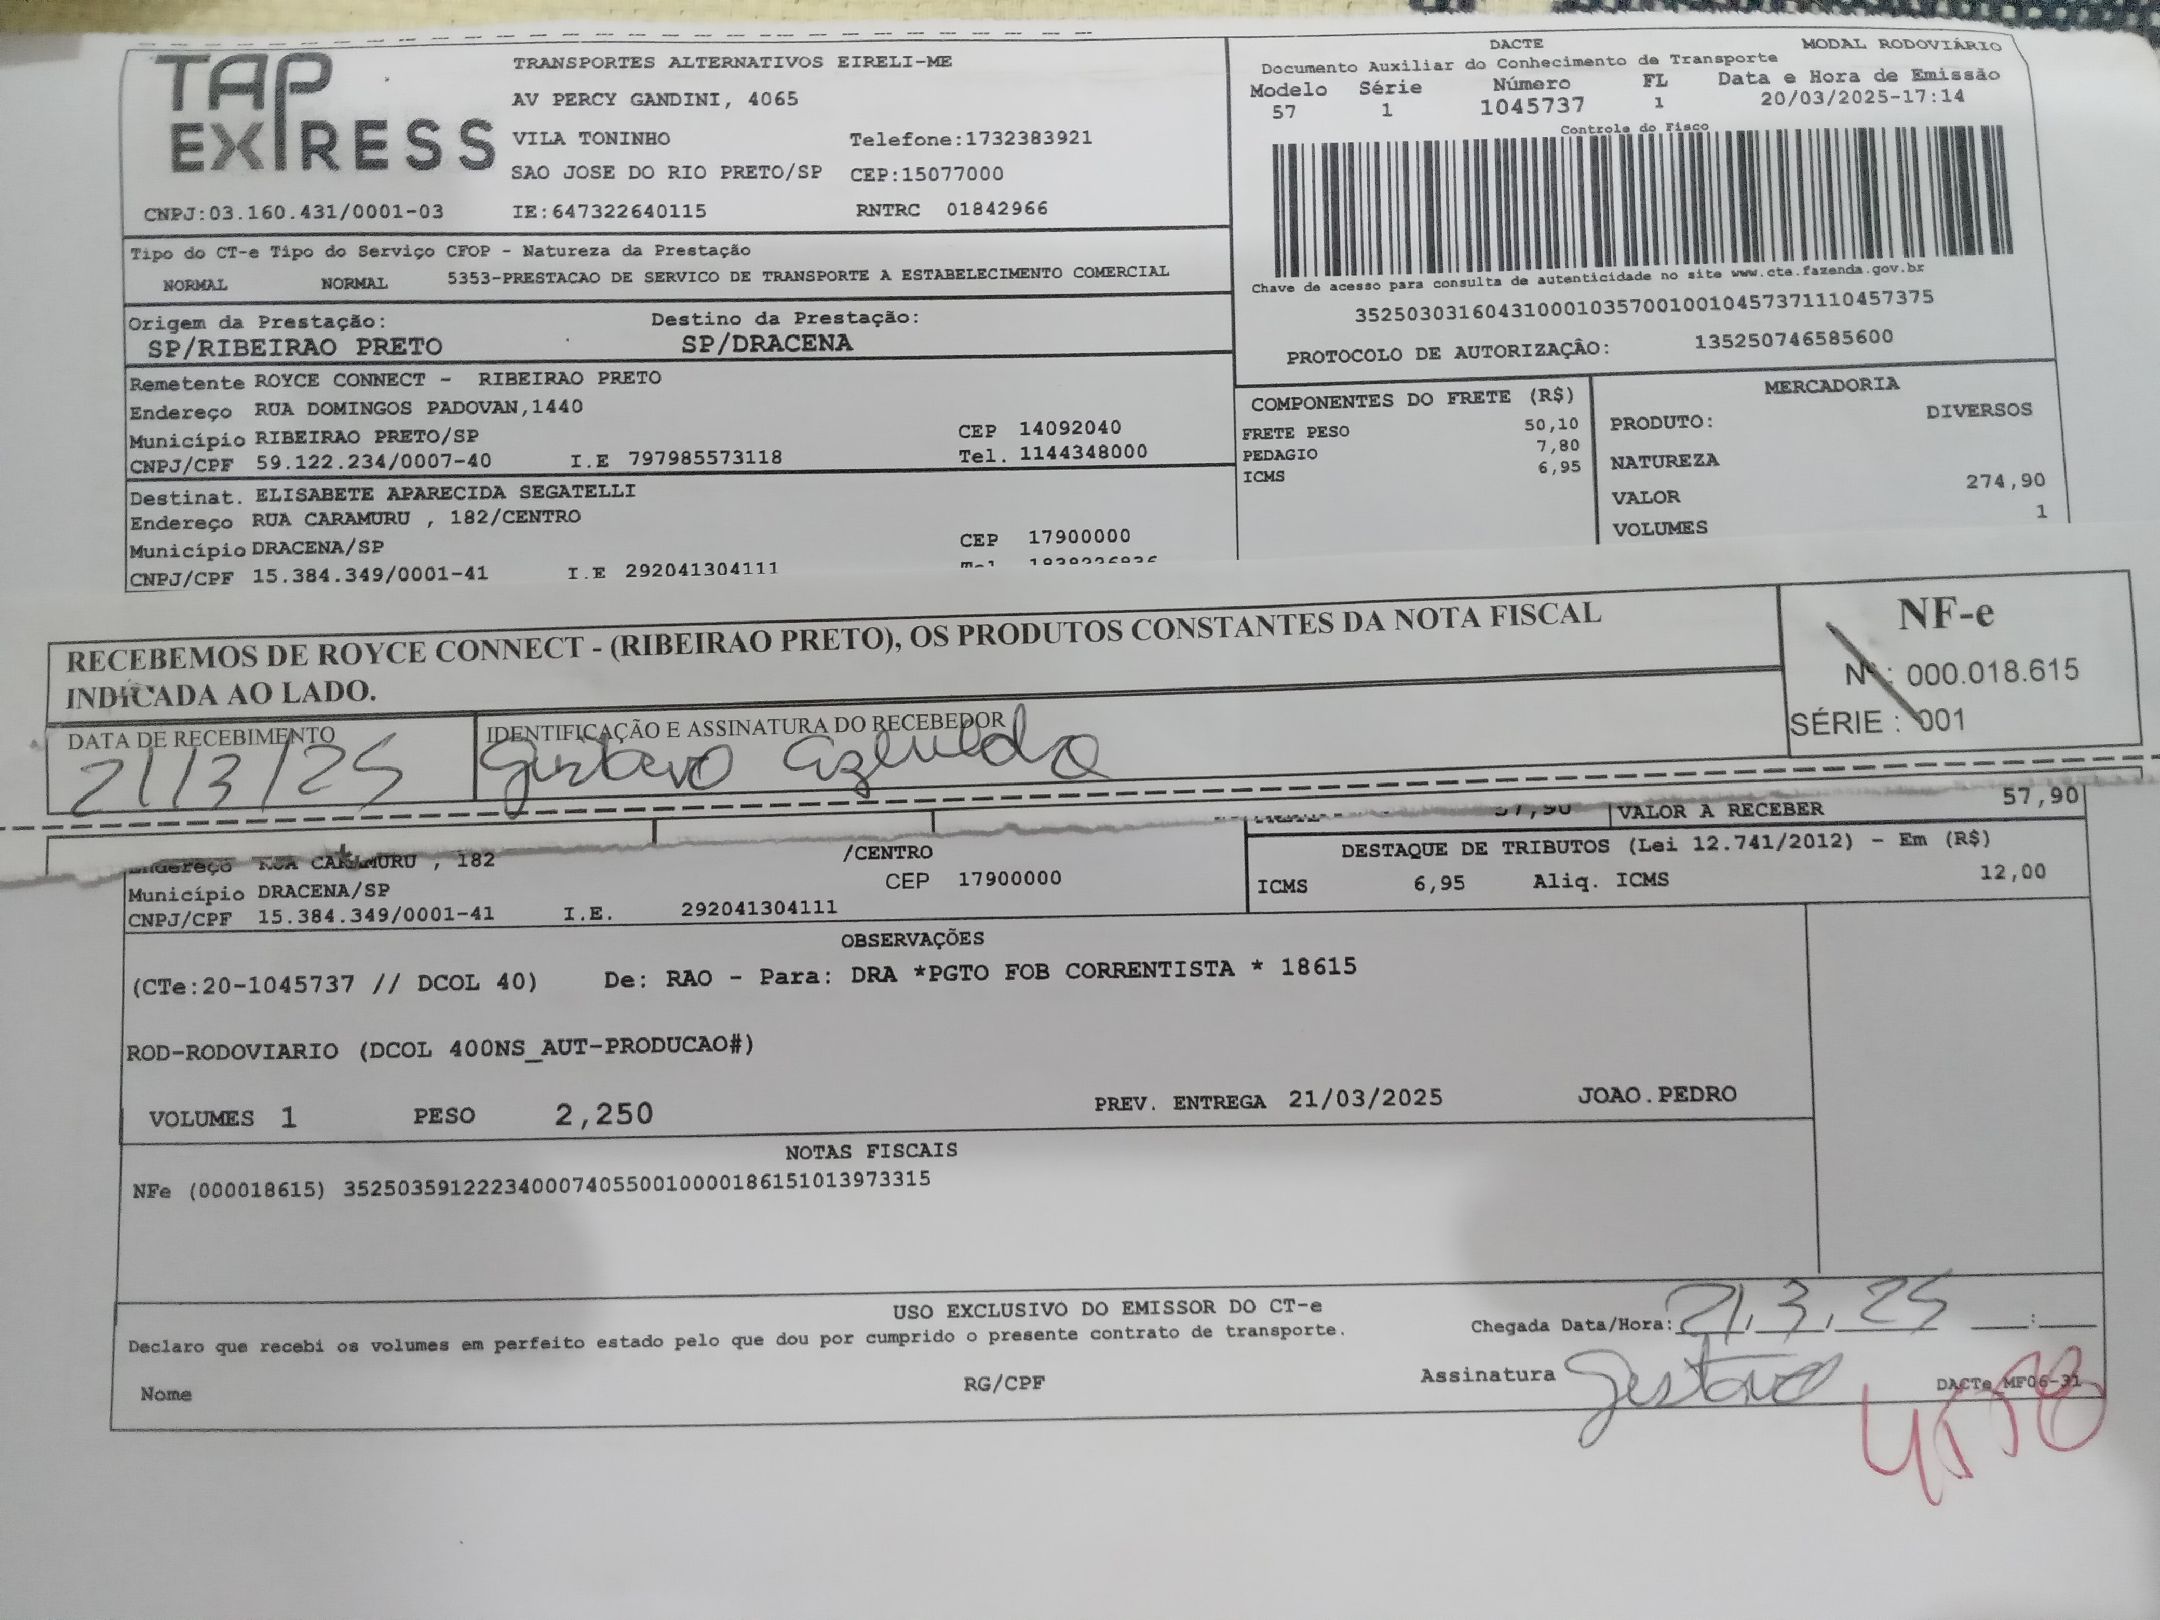 TAP EXPRESS
TRANSPORTES ALTERNATIVOS EIRELI-ME
AV PERCY GANDINI, 4065
VILA TONINHO Telefone:1732383921
SAO JOSE DO RIO PRETO/SP CEP:15077000
CNPJ:03.160.431/0001-03 IE:647322640115 RNTRC 01842966
DACTE MODAL RODOVIÁRIO
Documento Auxiliar do Conhecimento de Transporte
Modelo Série Número FL Data e Hora de Emissão
57 1 1045737 1 20/03/2025-17:14
Controle do Fisco
Chave de acesso para consulta de autenticidade no site www.cte.fazenda.gov.br
35250303160431000103570010010457371110457375
PROTOCOLO DE AUTORIZAÇÃO: 135250746585600
Tipo do CT-e Tipo do Serviço CFOP - Natureza da Prestação
NORMAL NORMAL 5353-PRESTACAO DE SERVICO DE TRANSPORTE A ESTABELECIMENTO COMERCIAL
Origem da Prestação: Destino da Prestação:
SP/RIBEIRAO PRETO SP/DRACENA
Remetente ROYCE CONNECT - RIBEIRAO PRETO
Endereço RUA DOMINGOS PADOVAN,1440
Município RIBEIRAO PRETO/SP CEP 14092040
CNPJ/CPF 59.122.234/0007-40 I.E 797985573118 Tel. 1144348000
Destinat. ELISABETE APARECIDA SEGATELLI
Endereço RUA CARAMURU , 182/CENTRO
Município DRACENA/SP CEP 17900000
CNPJ/CPF 15.384.349/0001-41 I.E 292041304111
COMPONENTES DO FRETE (R$)
FRETE PESO 50,10
PEDAGIO 7,80
ICMS 6,95
MERCADORIA
PRODUTO: DIVERSOS
NATUREZA
VALOR 274,90
VOLUMES 1
RECEBEMOS DE ROYCE CONNECT - (RIBEIRAO PRETO), OS PRODUTOS CONSTANTES DA NOTA FISCAL
INDICADA AO LADO.
NF-e
Nº : 000.018.615
SÉRIE : 001
DATA DE RECEBIMENTO IDENTIFICAÇÃO E ASSINATURA DO RECEBEDOR
21/3/25 Gustavo
57,90 VALOR A RECEBER 57,90
Endereço RUA CARAMURU , 182 /CENTRO
Município DRACENA/SP CEP 17900000
CNPJ/CPF 15.384.349/0001-41 I.E. 292041304111
DESTAQUE DE TRIBUTOS (Lei 12.741/2012) - Em (R$)
ICMS 6,95 Aliq. ICMS 12,00
OBSERVAÇÕES
(CTe:20-1045737 // DCOL 40) De: RAO - Para: DRA *PGTO FOB CORRENTISTA * 18615
ROD-RODOVIARIO (DCOL 400NS_AUT-PRODUCAO#)
VOLUMES 1 PESO 2,250 PREV. ENTREGA 21/03/2025 JOAO.PEDRO
NOTAS FISCAIS
NFe (000018615) 35250359122234000740550010000186151013973315
USO EXCLUSIVO DO EMISSOR DO CT-e
Declaro que recebi os volumes em perfeito estado pelo que dou por cumprido o presente contrato de transporte.
Chegada Data/Hora: 21/3/25 :
Nome RG/CPF Assinatura Gustavo DACTe_MF06-31